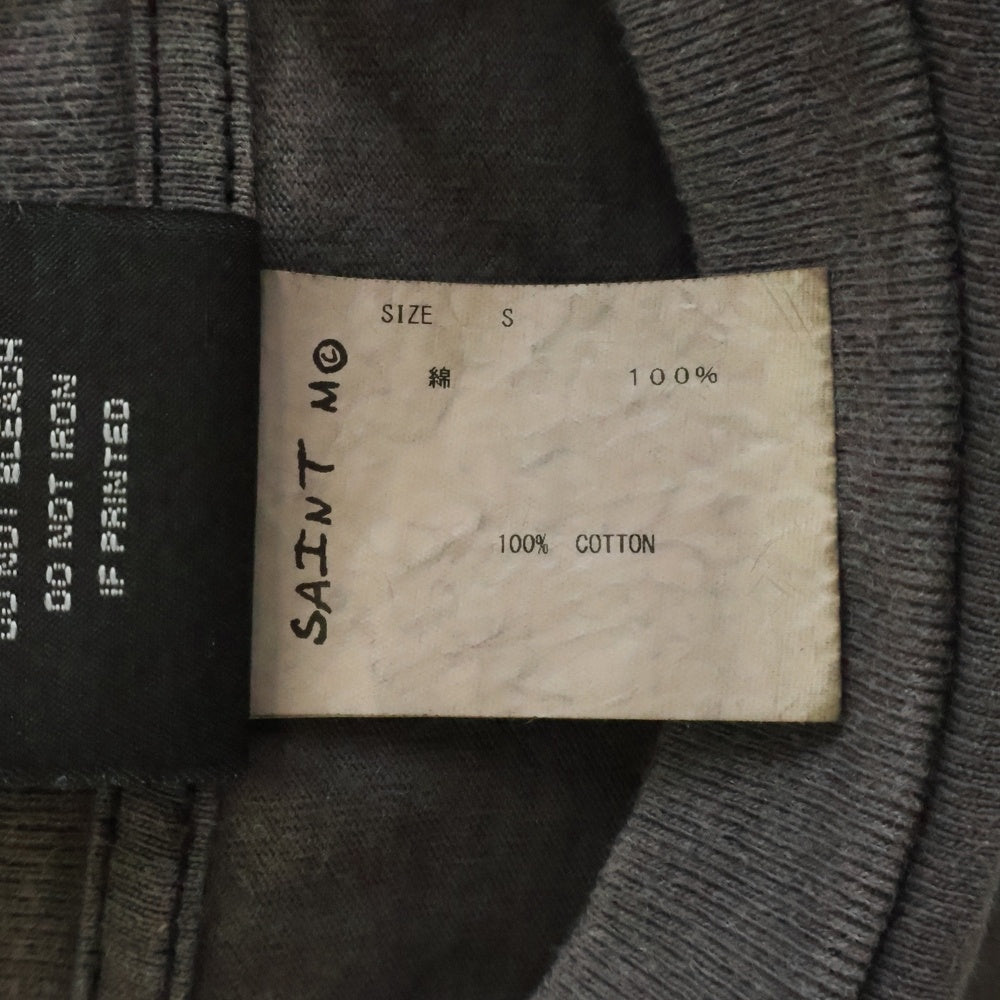 DO NOT BLEACH
DO NOT IRON
IF PRINTED
SAINT M©
SIZE S
綿 100%
100% COTTON